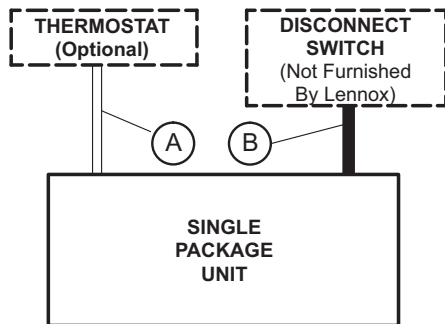 THERMOSTAT
(Optional)
DISCONNECT
SWITCH
(Not Furnished
By Lennox)
A
B
SINGLE
PACKAGE
UNIT